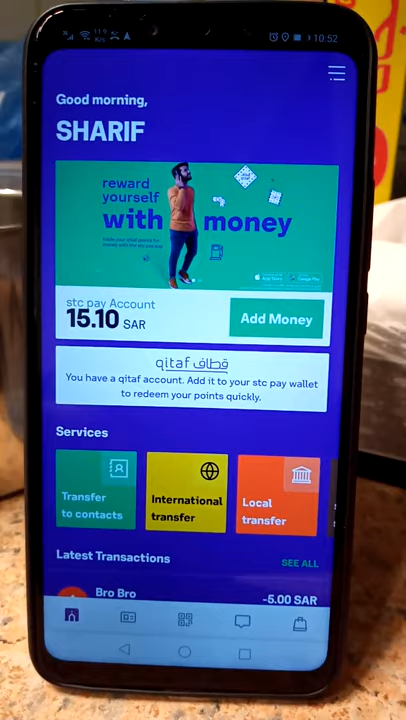 11.9
K/s
10:52
Good morning,
SHARIF
reward
yourself
with money
stc pay Account
15.10 SAR
Add Money
qitaf قطاف
You have a qitaf account. Add it to your stc pay wallet
to redeem your points quickly.
Services
Transfer
to contacts
International
transfer
Local
transfer
Latest Transactions
SEE ALL
Bro Bro
-5.00 SAR